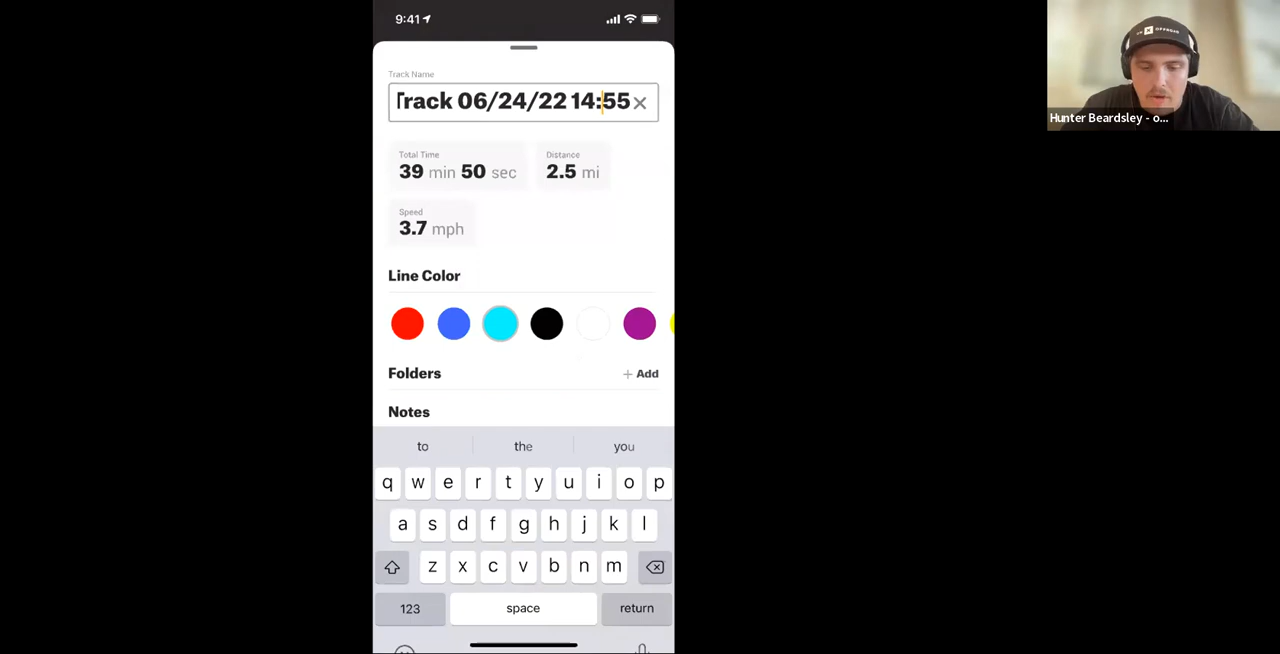 9:41
Track Name
Track 06/24/22 14:55
Total Time
39 min 50 sec
Distance
2.5 mi
Speed
3.7 mph
Line Color
Folders
+ Add
Notes
to the you
q w e r t y u i o p
a s d f g h j k l
z x c v b n m
123 space return
X OFFROAD
Hunter Beardsley - o...